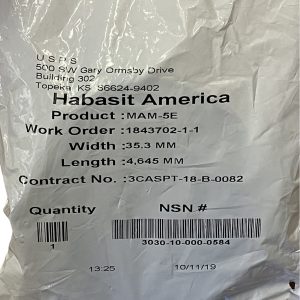 U S P S
500 SW Gary Ormsby Drive
Building 302
Topeka KS 66624-9402
Habasit America
Product : MAM-5E
Work Order : 1843702-1-1
Width : 35.3 MM
Length : 4,645 MM
Contract No. : 3CASPT-18-B-0082
Quantity NSN #
1 3030-10-000-0584
13:25 10/11/19